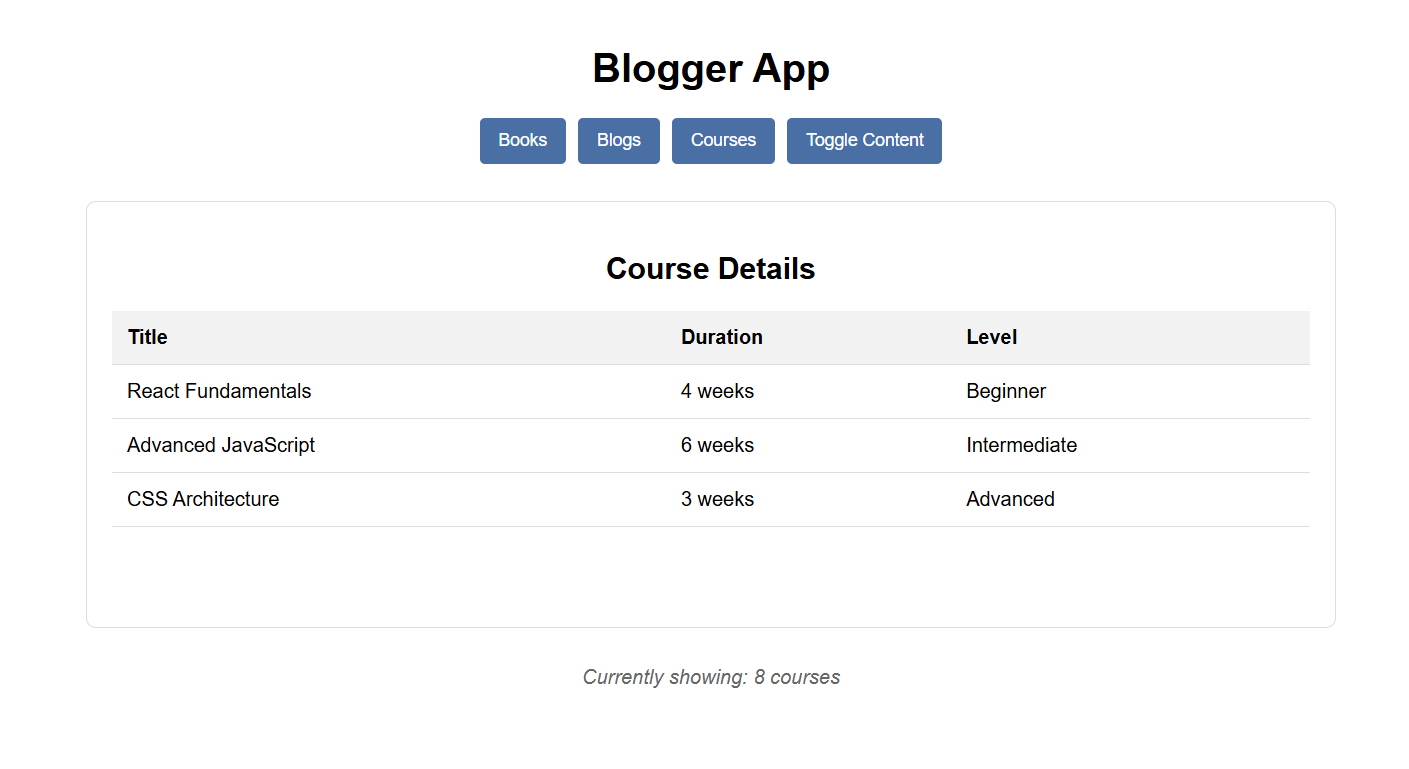 Blogger App
Books Blogs Courses Toggle Content
Course Details
Title Duration Level
React Fundamentals 4 weeks Beginner
Advanced JavaScript 6 weeks Intermediate
CSS Architecture 3 weeks Advanced
Currently showing: 8 courses